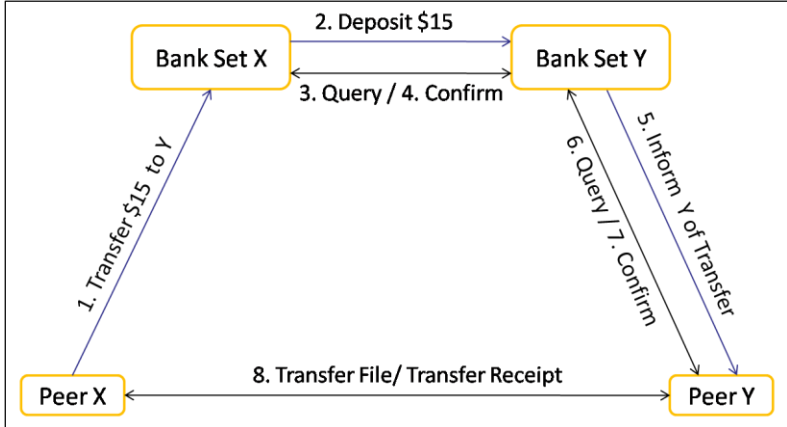 2. Deposit $15
Bank Set X
Bank Set Y
3. Query / 4. Confirm
1. Transfer $15 to Y
5. Inform Y of Transfer
6. Query / 7. Confirm
8. Transfer File/ Transfer Receipt
Peer X
Peer Y